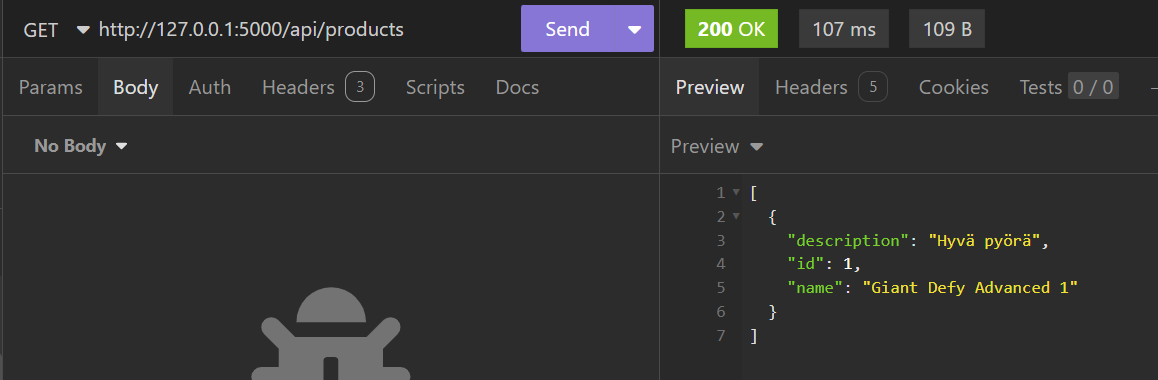 GET http://127.0.0.1:5000/api/products Send 200 OK 107 ms 109 B
Params Body Auth Headers 3 Scripts Docs Preview Headers 5 Cookies Tests 0 / 0
No Body Preview
1 [
2 {
3 "description": "Hyvä pyörä",
4 "id": 1,
5 "name": "Giant Defy Advanced 1"
6 }
7 ]